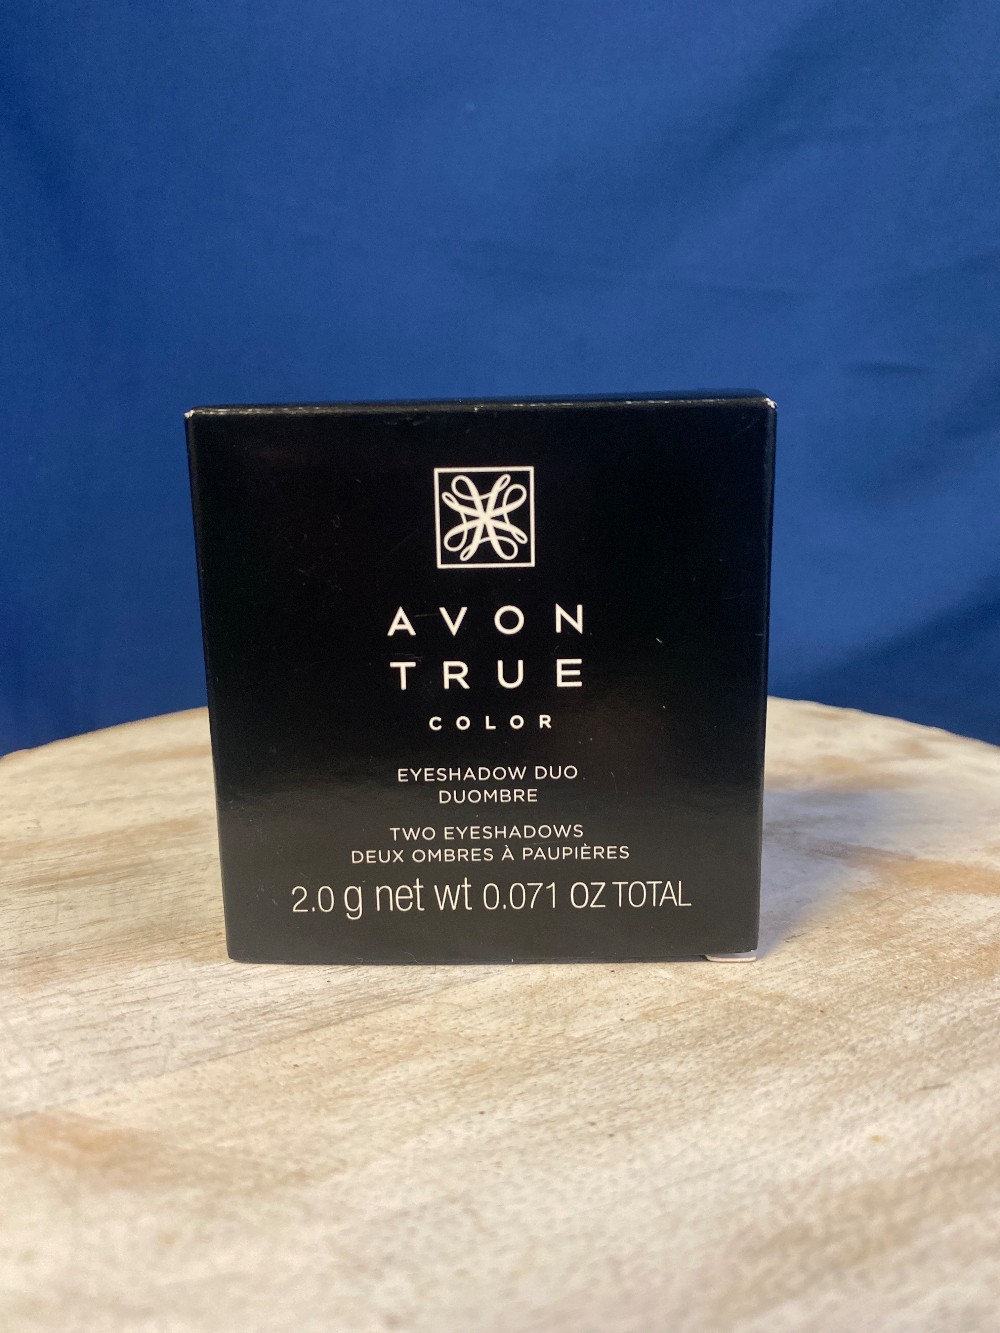 AVON
TRUE
COLOR
EYESHADOW DUO
DUOMBRE
TWO EYESHADOWS
DEUX OMBRES À PAUPIÈRES
2.0 g net wt 0.071 OZ TOTAL